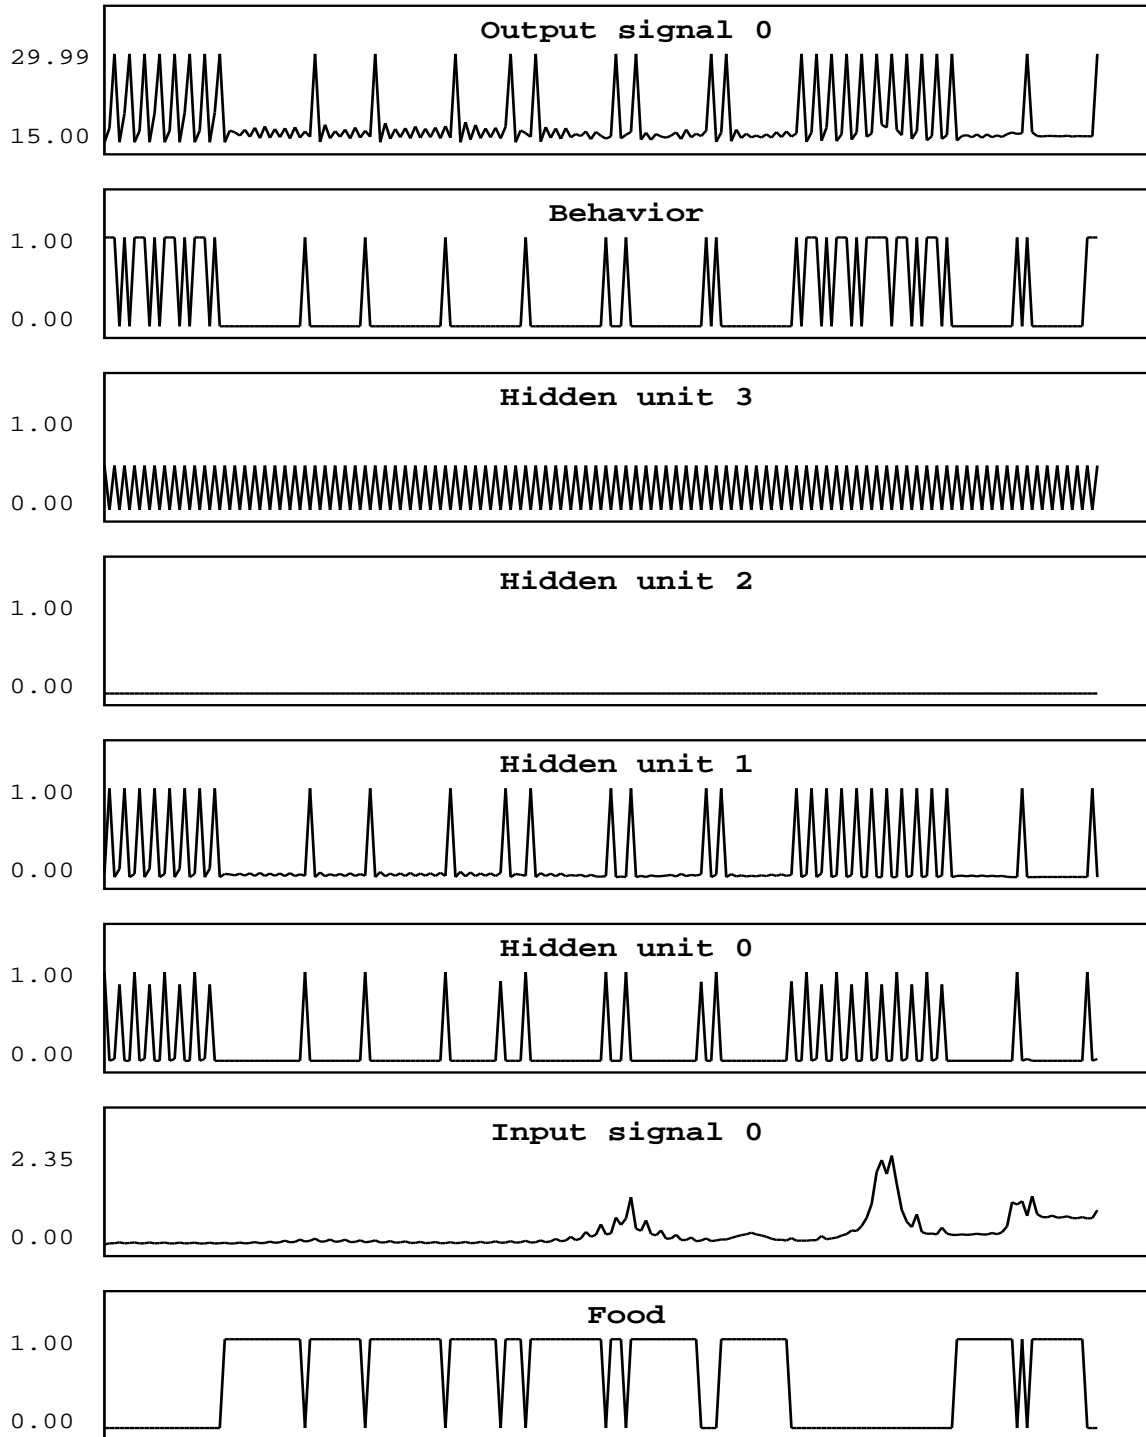 Output signal 0
29.99
15.00
Behavior
1.00
0.00
Hidden unit 3
1.00
0.00
Hidden unit 2
1.00
0.00
Hidden unit 1
1.00
0.00
Hidden unit 0
1.00
0.00
Input signal 0
2.35
0.00
Food
1.00
0.00